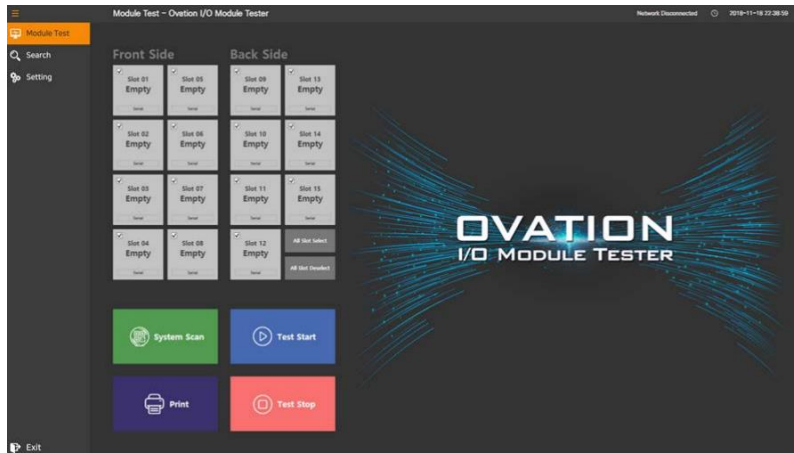 Module Test - Ovation I/O Module Tester
Network Disconnected
2018-11-18 22:38:59
Module Test
Search
Setting
Front Side
Back Side
Slot 01
Empty
Serial
Slot 05
Empty
Serial
Slot 09
Empty
Serial
Slot 13
Empty
Serial
Slot 02
Empty
Serial
Slot 06
Empty
Serial
Slot 10
Empty
Serial
Slot 14
Empty
Serial
Slot 03
Empty
Serial
Slot 07
Empty
Serial
Slot 11
Empty
Serial
Slot 15
Empty
Serial
Slot 04
Empty
Serial
Slot 08
Empty
Serial
Slot 12
Empty
Serial
All Slot Select
All Slot Deselect
OVATION
I/O MODULE TESTER
System Scan
Test Start
Print
Test Stop
Exit